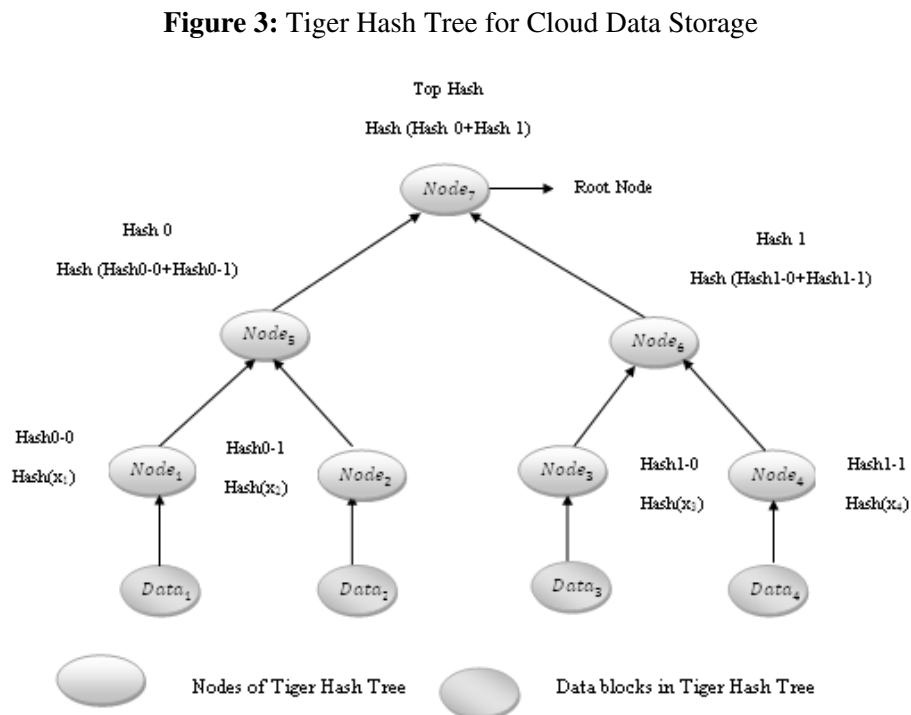 Figure 3: Tiger Hash Tree for Cloud Data Storage
Top Hash
Hash (Hash 0+Hash 1)
Node₇
Root Node
Hash 0
Hash (Hash0-0+Hash0-1)
Hash 1
Hash (Hash1-0+Hash1-1)
Node₅
Node₆
Hash0-0
Hash(x₁)
Node₁
Hash0-1
Hash(x₂)
Node₂
Node₃
Hash1-0
Hash(x₃)
Node₄
Hash1-1
Hash(x₄)
Data₁
Data₂
Data₃
Data₄
Nodes of Tiger Hash Tree
Data blocks in Tiger Hash Tree